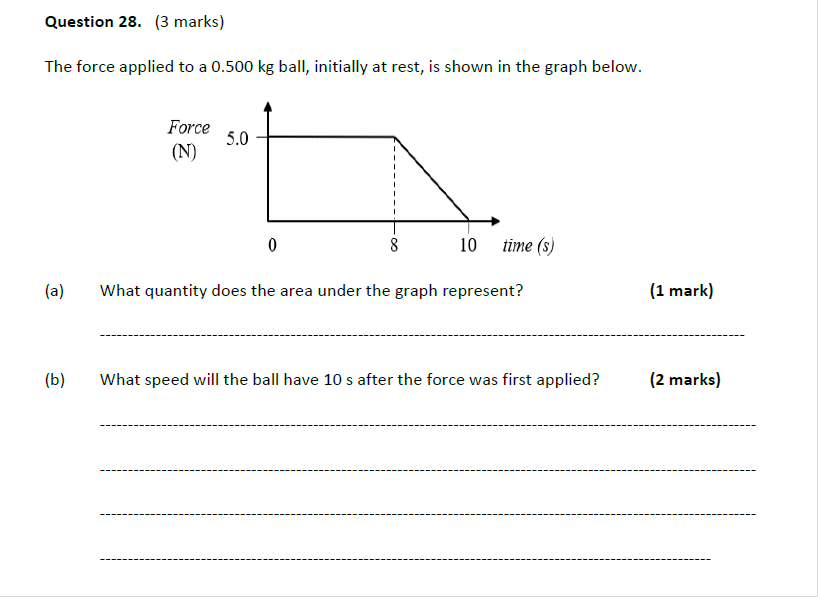 Question 28. (3 marks)
The force applied to a 0.500 kg ball, initially at rest, is shown in the graph below.
Force
(N)
5.0
0 8 10 time (s)
(a) What quantity does the area under the graph represent? (1 mark)
(b) What speed will the ball have 10 s after the force was first applied? (2 marks)